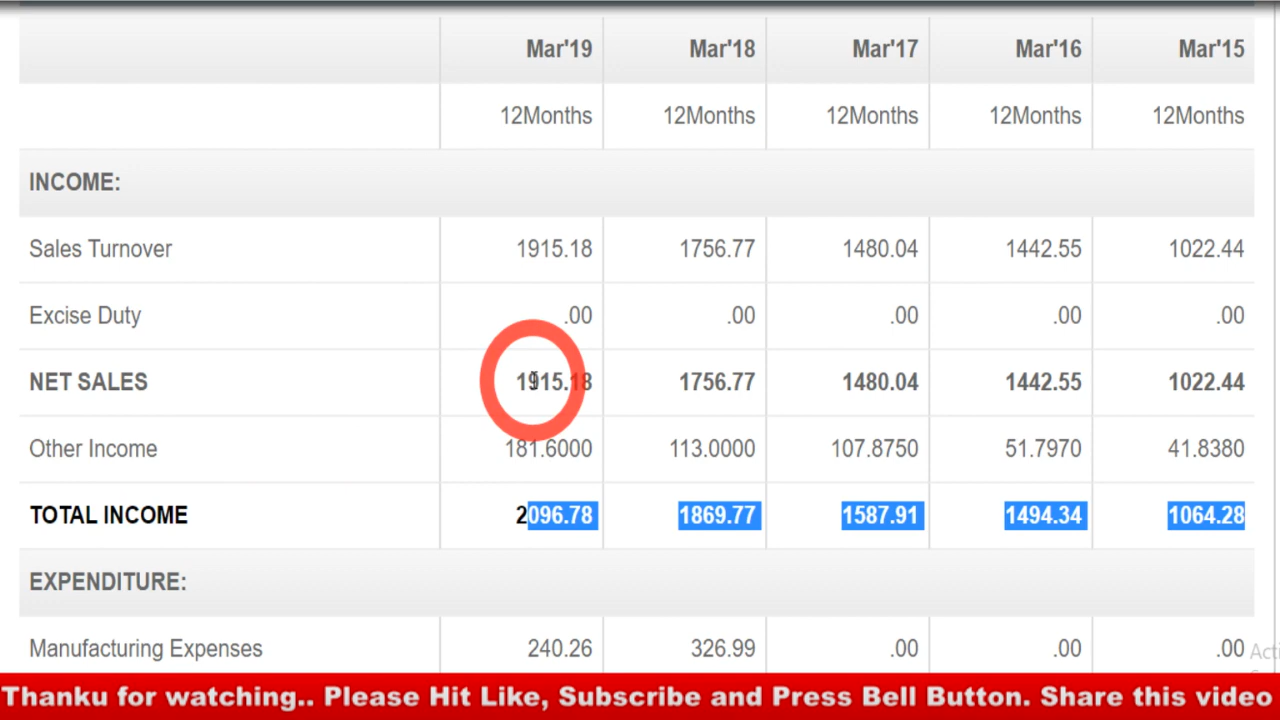 Mar'19 Mar'18 Mar'17 Mar'16 Mar'15
12Months 12Months 12Months 12Months 12Months
INCOME:
Sales Turnover 1915.18 1756.77 1480.04 1442.55 1022.44
Excise Duty .00 .00 .00 .00 .00
NET SALES 1915.18 1756.77 1480.04 1442.55 1022.44
Other Income 181.6000 113.0000 107.8750 51.7970 41.8380
TOTAL INCOME 2096.78 1869.77 1587.91 1494.34 1064.28
EXPENDITURE:
Manufacturing Expenses 240.26 326.99 .00 .00 .00
Thanku for watching.. Please Hit Like, Subscribe and Press Bell Button. Share this video